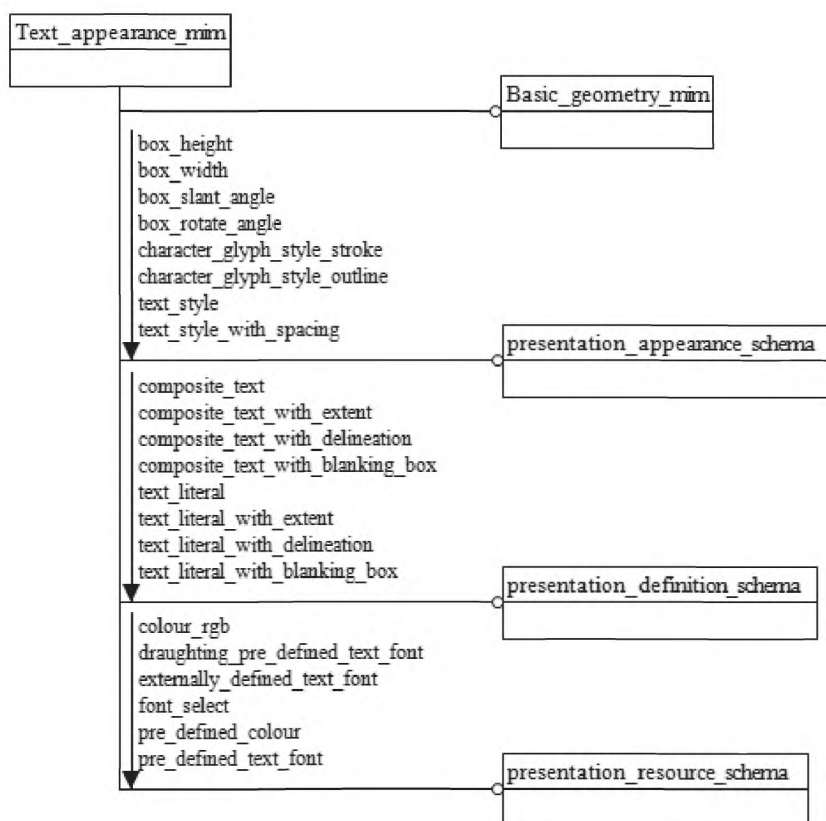 Text_appearance_mim
Basic_geometry_mim
box_height
box_width
box_slant_angle
box_rotate_angle
character_glyph_style_stroke
character_glyph_style_outline
text_style
text_style_with_spacing
presentation_appearance_schema
composite_text
composite_text_with_extent
composite_text_with_delineation
composite_text_with_blanking_box
text_literal
text_literal_with_extent
text_literal_with_delineation
text_literal_with_blanking_box
presentation_definition_schema
colour_rgb
draughting_pre_defined_text_font
externally_defined_text_font
font_select
pre_defined_colour
pre_defined_text_font
presentation_resource_schema